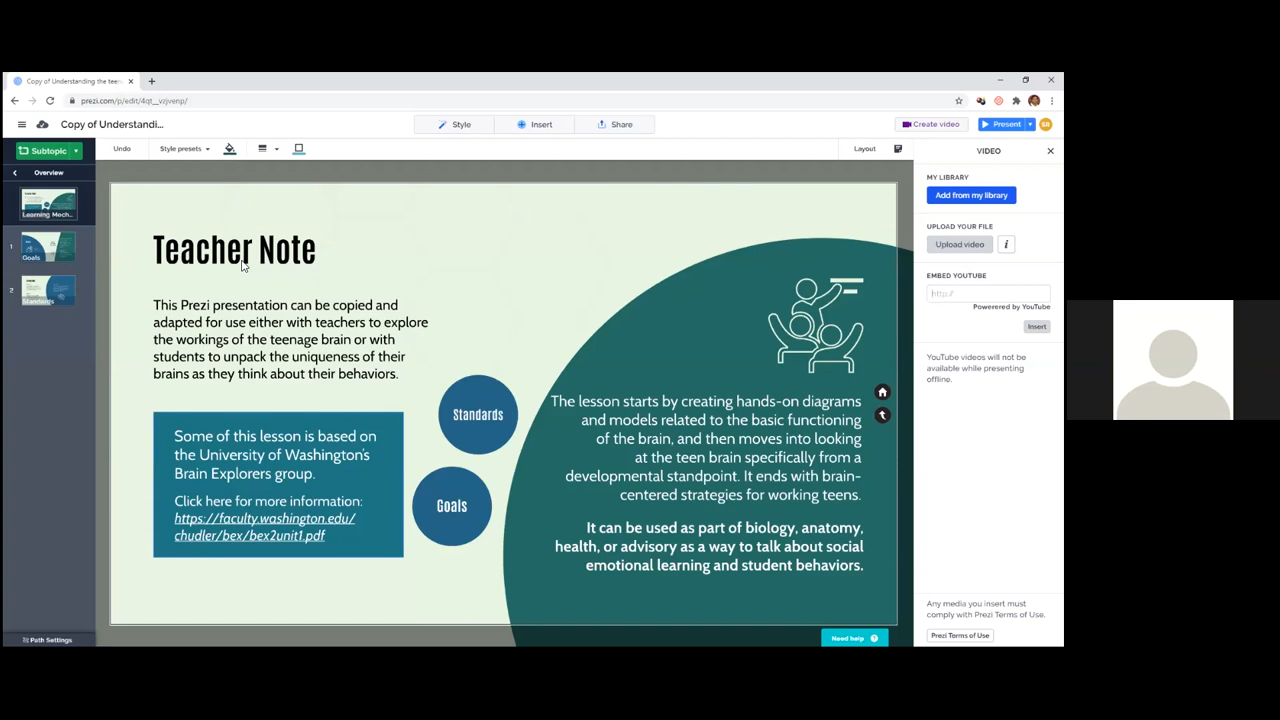 Copy of Understanding the teen
prezi.com/p/edit/4qt__vzjvenp/
Copy of Understandi...
Style
Insert
Share
Create video
Present
SR
Subtopic
Undo
Style presets
Layout
VIDEO
Overview
Learning Mech...
1
Goals
2
Standards
Teacher Note
This Prezi presentation can be copied and
adapted for use either with teachers to explore
the workings of the teenage brain or with
students to unpack the uniqueness of their
brains as they think about their behaviors.
Some of this lesson is based on
the University of Washington's
Brain Explorers group.
Click here for more information:
https://faculty.washington.edu/
chudler/bex/bex2unit1.pdf
Standards
Goals
The lesson starts by creating hands-on diagrams
and models related to the basic functioning
of the brain, and then moves into looking
at the teen brain specifically from a
developmental standpoint. It ends with brain-
centered strategies for working teens.
It can be used as part of biology, anatomy,
health, or advisory as a way to talk about social
emotional learning and student behaviors.
MY LIBRARY
Add from my library
UPLOAD YOUR FILE
Upload video
i
EMBED YOUTUBE
http://
Powerered by YouTube
Insert
YouTube videos will not be
available while presenting
offline.
Any media you insert must
comply with Prezi Terms of Use.
Prezi Terms of Use
Path Settings
Need help ?